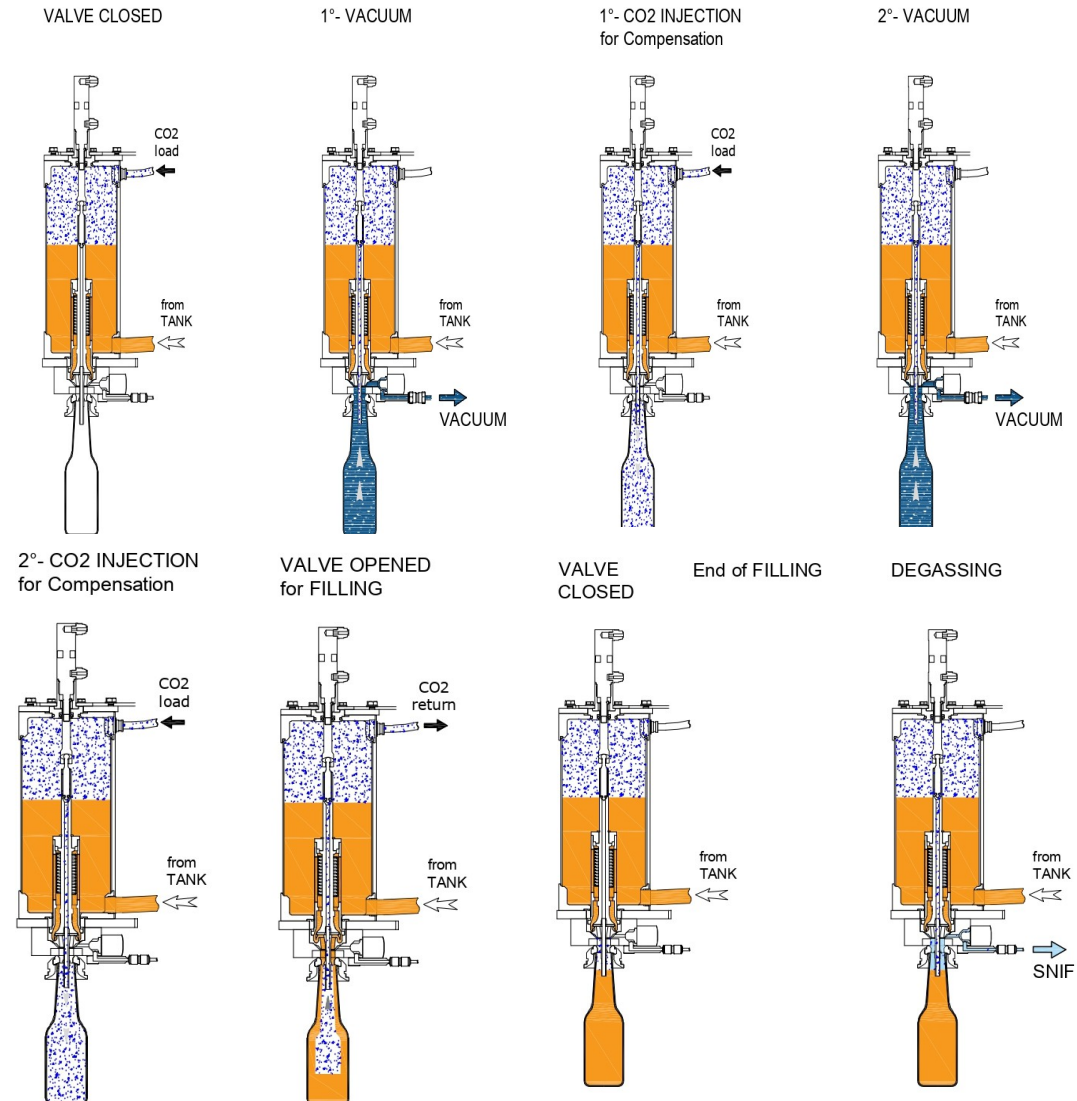 VALVE CLOSED
1°- VACUUM
1°- CO2 INJECTION
for Compensation
2°- VACUUM
CO2
load
from
TANK
from
TANK
VACUUM
CO2
load
from
TANK
from
TANK
VACUUM
2°- CO2 INJECTION
for Compensation
VALVE OPENED
for FILLING
VALVE
CLOSED
End of FILLING
DEGASSING
CO2
load
from
TANK
CO2
return
from
TANK
from
TANK
from
TANK
SNIF